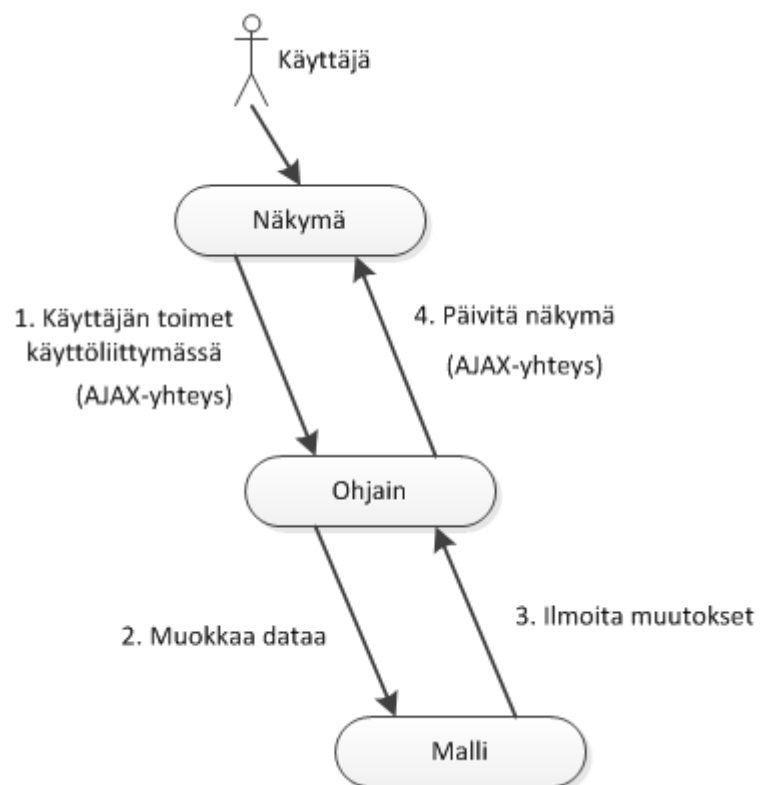 Käyttäjä
Näkymä
1. Käyttäjän toimet
käyttöliittymässä
(AJAX-yhteys)
4. Päivitä näkymä
(AJAX-yhteys)
Ohjain
2. Muokkaa dataa
3. Ilmoita muutokset
Malli